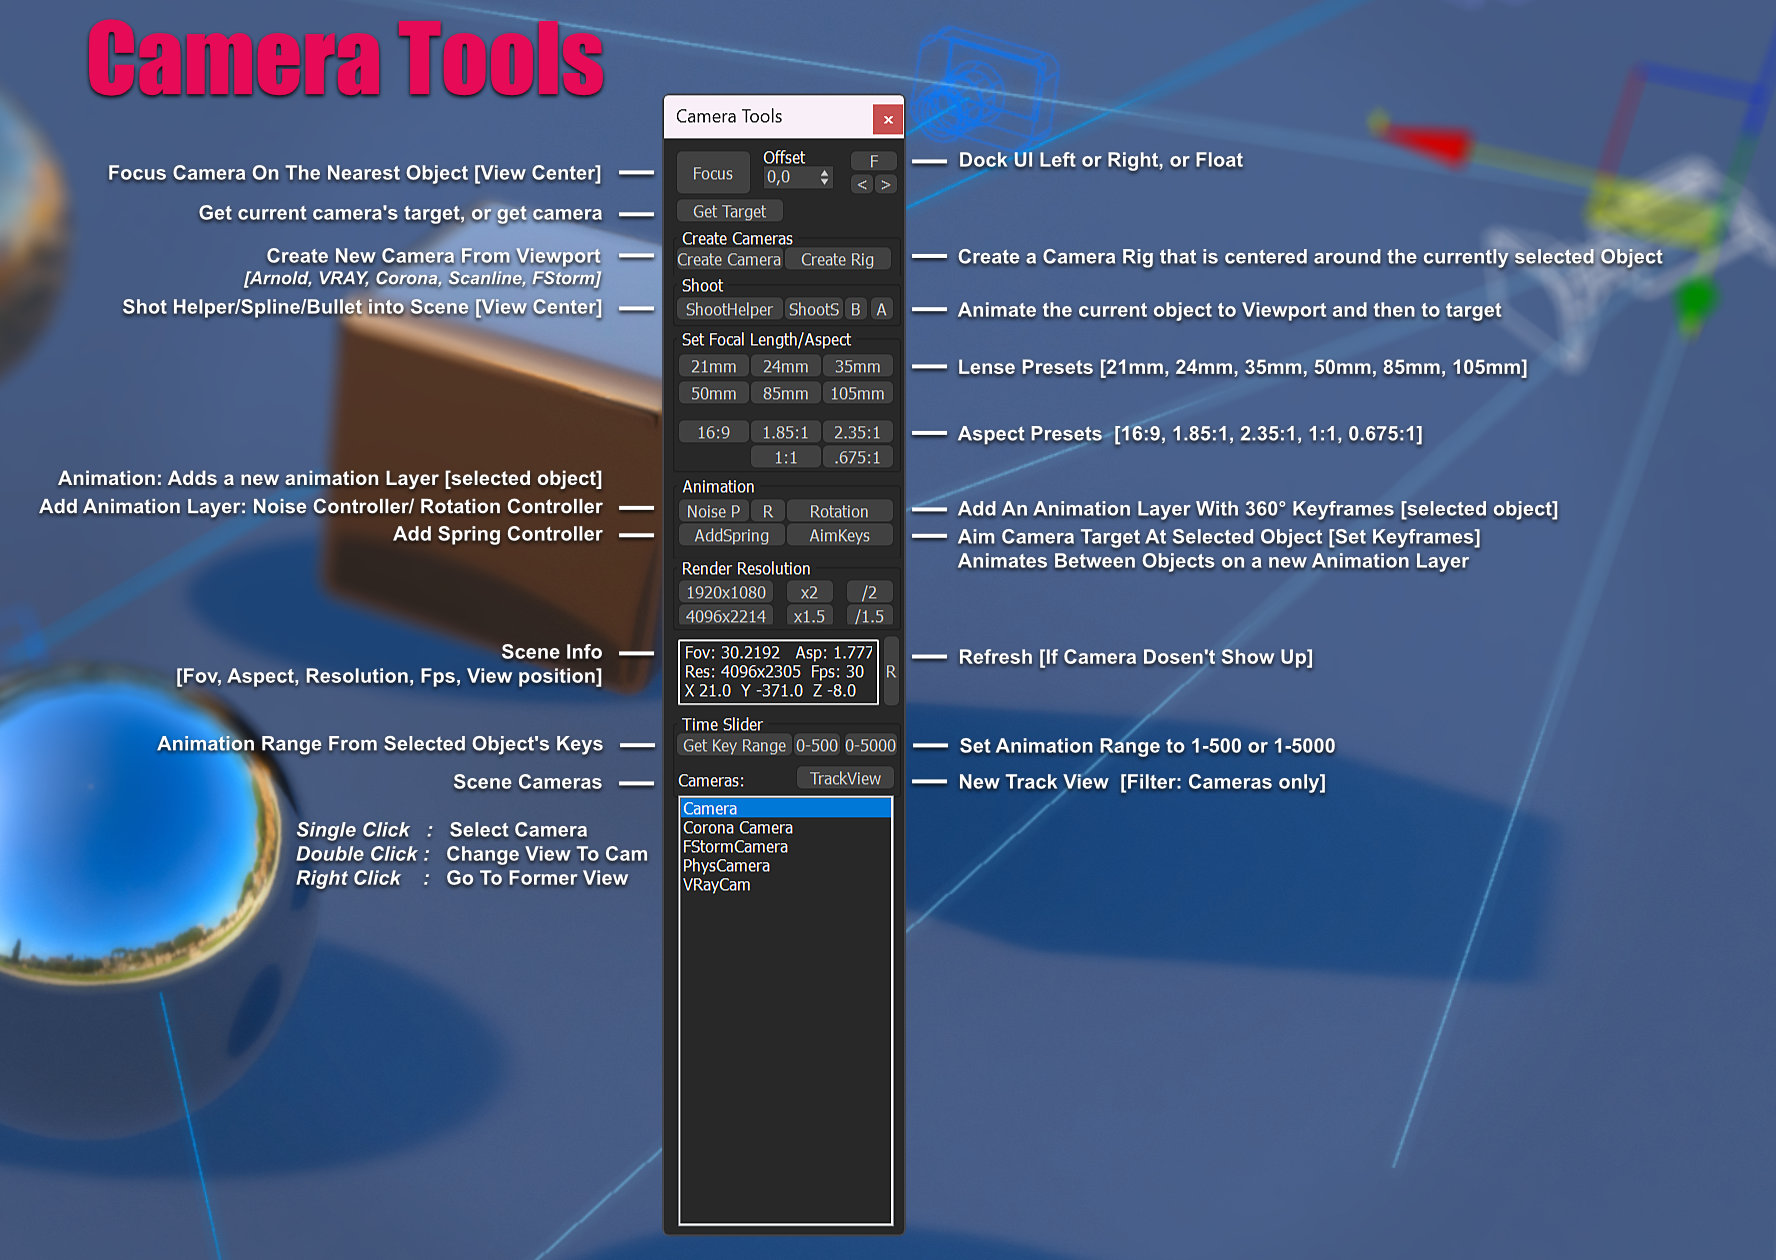 Camera Tools
Camera Tools
x
Focus Camera On The Nearest Object [View Center]
Focus
Offset
0,0
F
< >
Dock UI Left or Right, or Float
Get current camera's target, or get camera
Get Target
Create Cameras
Create New Camera From Viewport
[Arnold, VRAY, Corona, Scanline, FStorm]
Create Camera Create Rig
Create a Camera Rig that is centered around the currently selected Object
Shoot
Shot Helper/Spline/Bullet into Scene [View Center]
ShootHelper ShootS B A
Animate the current object to Viewport and then to target
Set Focal Length/Aspect
21mm 24mm 35mm
50mm 85mm 105mm
Lense Presets [21mm, 24mm, 35mm, 50mm, 85mm, 105mm]
16:9 1.85:1 2.35:1
1:1 .675:1
Aspect Presets [16:9, 1.85:1, 2.35:1, 1:1, 0.675:1]
Animation: Adds a new animation Layer [selected object]
Add Animation Layer: Noise Controller/ Rotation Controller
Add Spring Controller
Animation
Noise P R Rotation
AddSpring AimKeys
Add An Animation Layer With 360° Keyframes [selected object]
Aim Camera Target At Selected Object [Set Keyframes]
Animates Between Objects on a new Animation Layer
Render Resolution
1920x1080 x2 /2
4096x2214 x1.5 /1.5
Scene Info
[Fov, Aspect, Resolution, Fps, View position]
Fov: 30.2192 Asp: 1.777
Res: 4096x2305 Fps: 30
X 21.0 Y -371.0 Z -8.0
R
Refresh [If Camera Dosen't Show Up]
Time Slider
Animation Range From Selected Object's Keys
Get Key Range 0-500 0-5000
Set Animation Range to 1-500 or 1-5000
Scene Cameras
Cameras: TrackView
New Track View [Filter: Cameras only]
Camera
Corona Camera
FStormCamera
PhysCamera
VRayCam
Single Click : Select Camera
Double Click : Change View To Cam
Right Click : Go To Former View